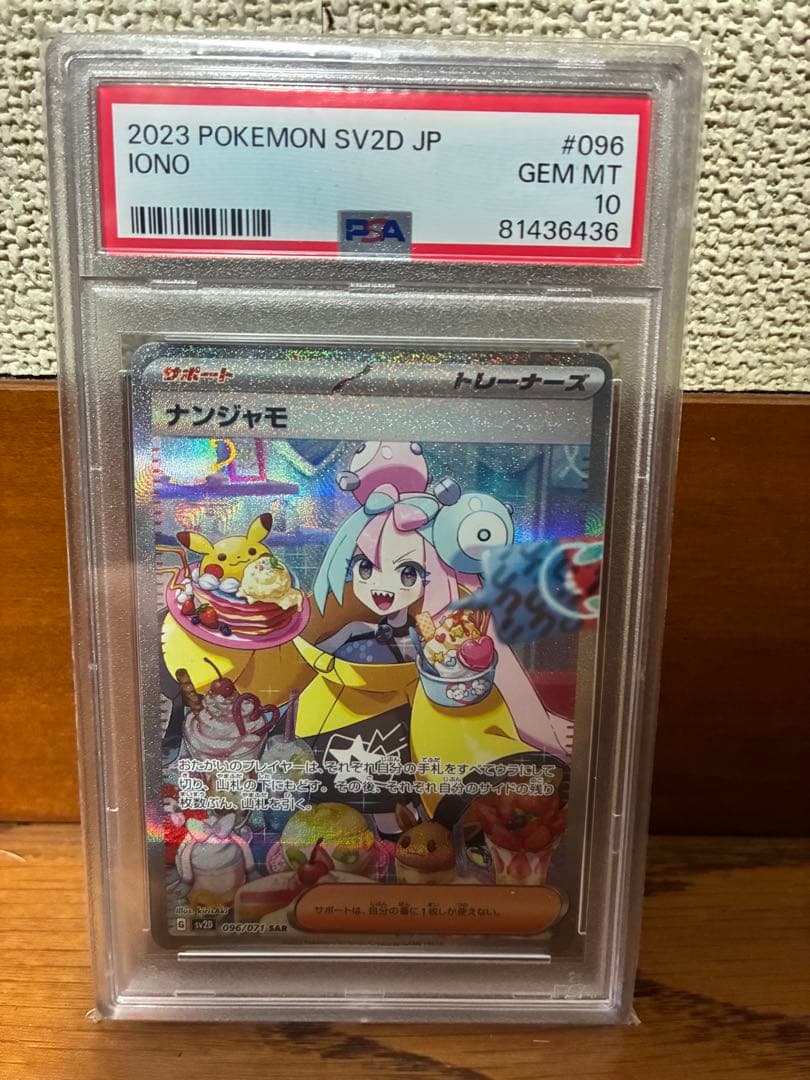 2023 POKEMON SV2D JP #096
IONO GEM MT
10
PSA 81436436
サポート トレーナーズ
ナンジャモ
おたがいのプレイヤーは、それぞれ自分の手札をすべてウラにして
切り、山札の下にもどす。その後、それぞれ自分のサイドの残り
枚数ぶん、山札を引く。
サポートは、自分の番に1枚しか使えない。
G SV2D 096/071 SAR